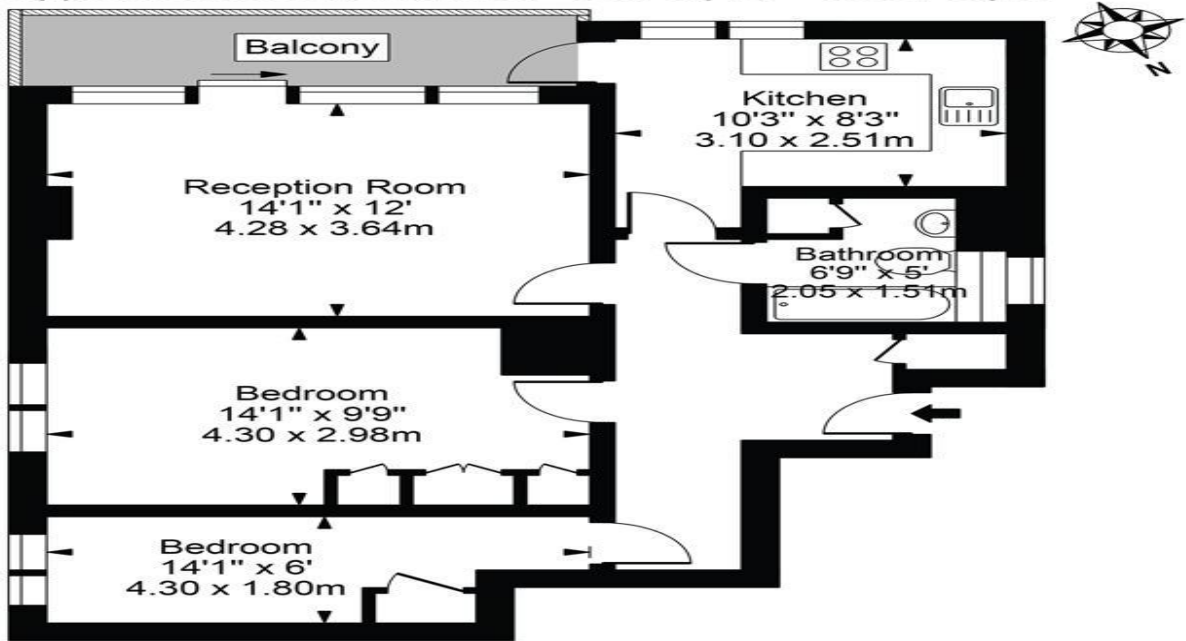 Balcony
Kitchen
10'3" x 8'3"
3.10 x 2.51m
N
Reception Room
14'1" x 12'
4.28 x 3.64m
Bathroom
6'9" x 5'
2.05 x 1.51m
Bedroom
14'1" x 9'9"
4.30 x 2.98m
Bedroom
14'1" x 6'
4.30 x 1.80m